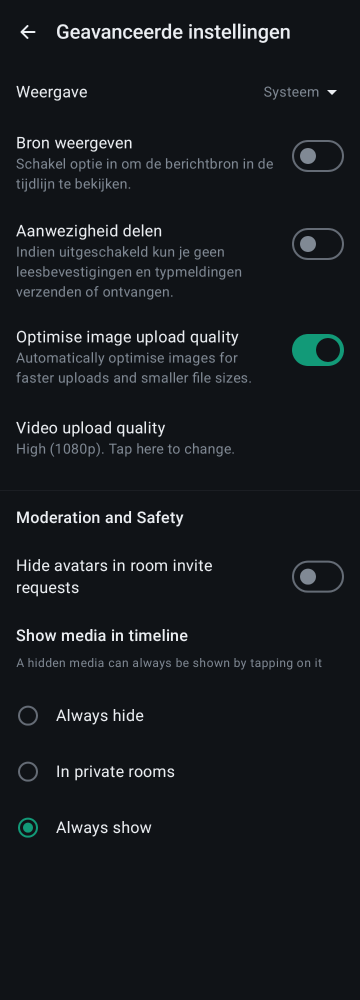 Geavanceerde instellingen
Weergave
Systeem
Bron weergeven
Schakel optie in om de berichtbron in de
tijdlijn te bekijken.
Aanwezigheid delen
Indien uitgeschakeld kun je geen
leesbevestigingen en typmeldingen
verzenden of ontvangen.
Optimise image upload quality
Automatically optimise images for
faster uploads and smaller file sizes.
Video upload quality
High (1080p). Tap here to change.
Moderation and Safety
Hide avatars in room invite
requests
Show media in timeline
A hidden media can always be shown by tapping on it
Always hide
In private rooms
Always show